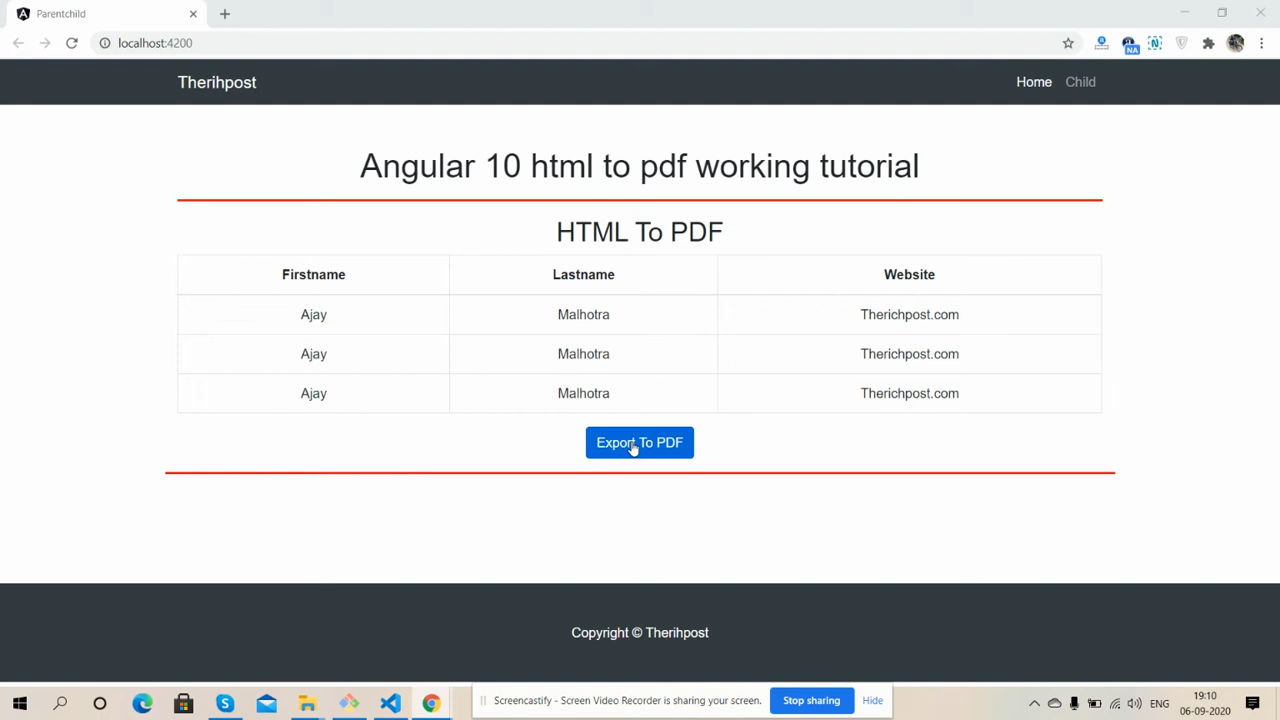 Parentchild
localhost:4200
NA
N
Therihpost
Home Child
Angular 10 html to pdf working tutorial
HTML To PDF
Firstname Lastname Website
Ajay Malhotra Therichpost.com
Ajay Malhotra Therichpost.com
Ajay Malhotra Therichpost.com
Export To PDF
Copyright © Therihpost
Screencastify - Screen Video Recorder is sharing your screen. Stop sharing Hide
ENG
19:10
06-09-2020